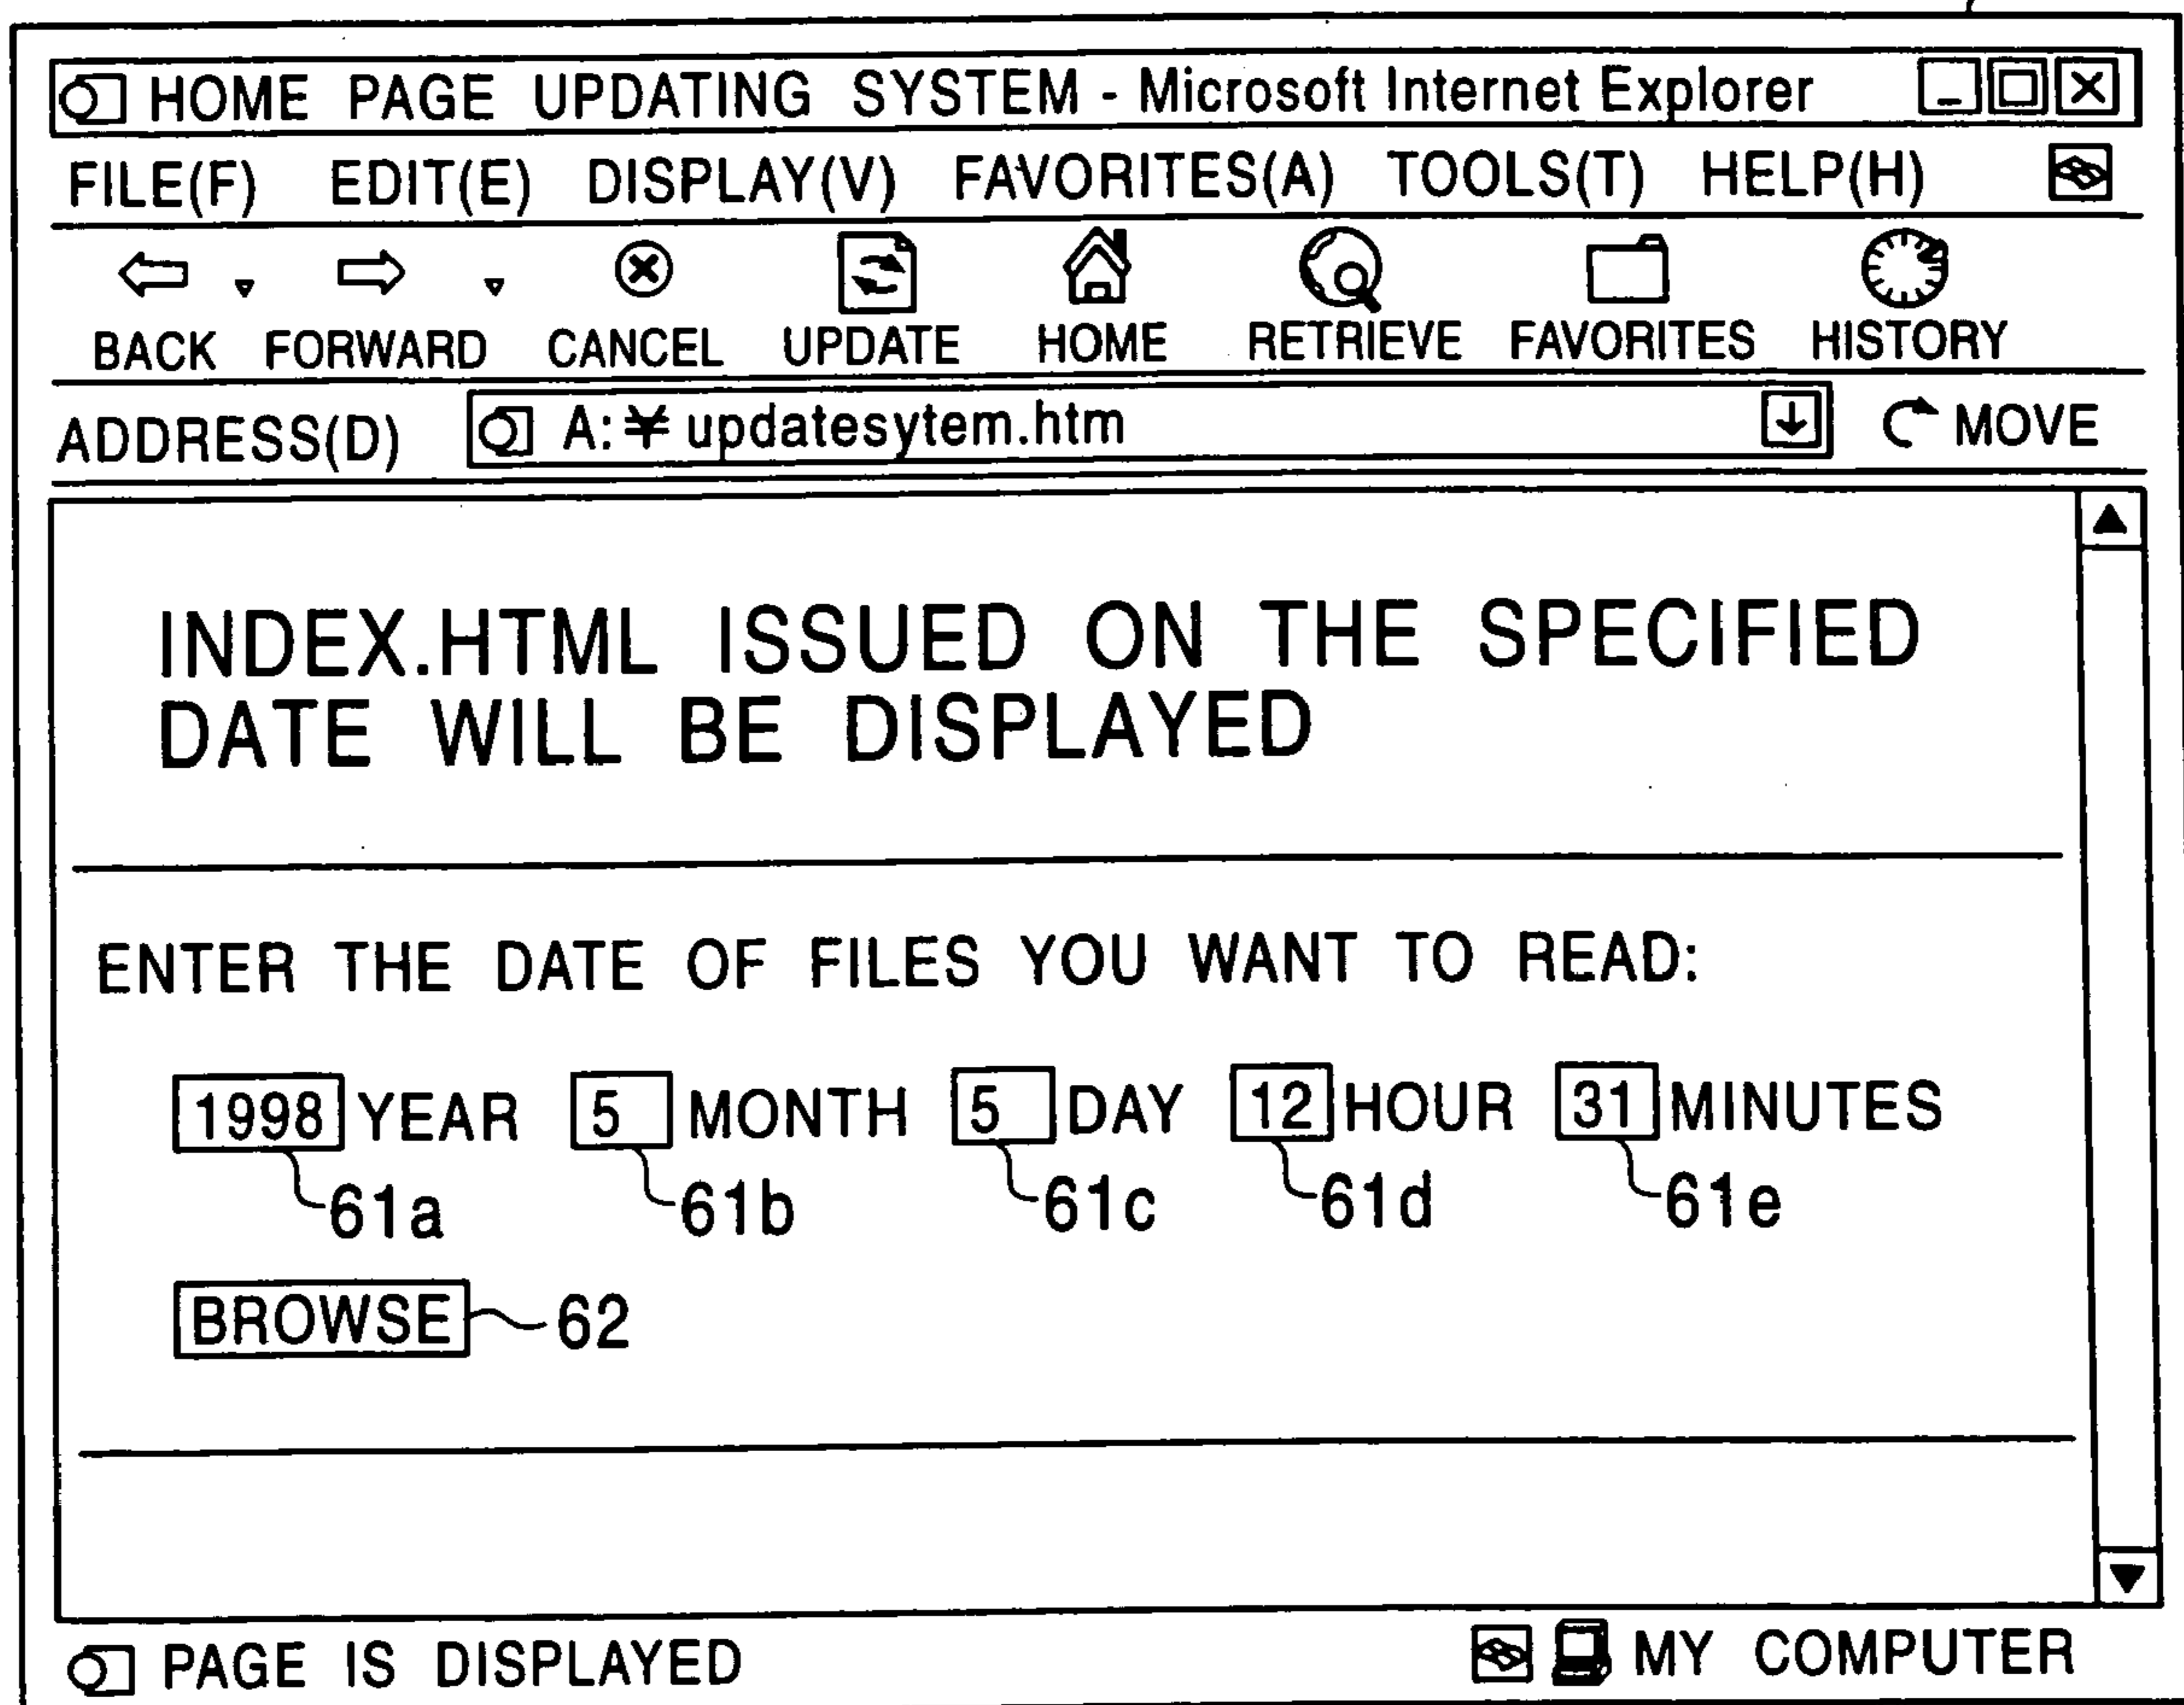 HOME PAGE UPDATING SYSTEM - Microsoft Internet Explorer
FILE(F) EDIT(E) DISPLAY(V) FAVORITES(A) TOOLS(T) HELP(H)
BACK FORWARD CANCEL UPDATE HOME RETRIEVE FAVORITES HISTORY
ADDRESS(D) A:¥updatesytem.htm MOVE
INDEX.HTML ISSUED ON THE SPECIFIED
DATE WILL BE DISPLAYED
ENTER THE DATE OF FILES YOU WANT TO READ:
1998 YEAR 5 MONTH 5 DAY 12 HOUR 31 MINUTES
61a 61b 61c 61d 61e
BROWSE 62
PAGE IS DISPLAYED MY COMPUTER